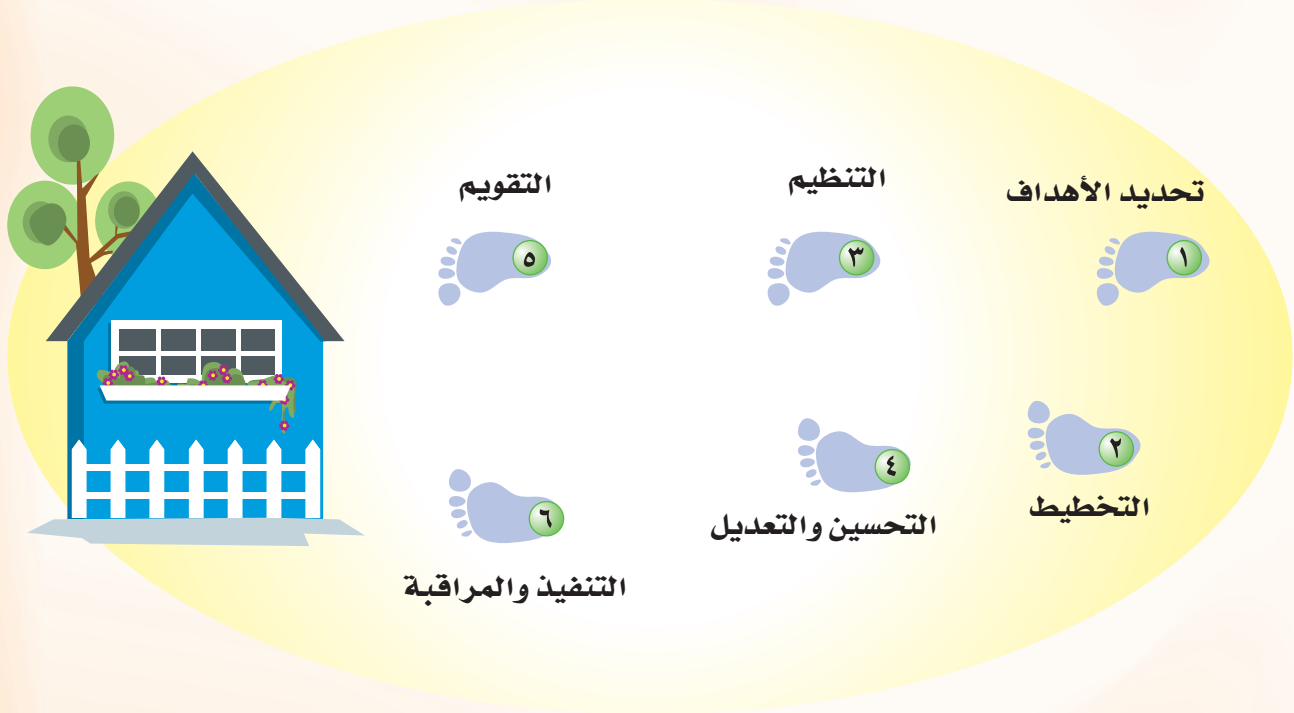 تحديد الأهداف
١
٢
التخطيط
التنظيم
٣
٤
التحسين والتعديل
التقويم
٥
٦
التنفيذ والمراقبة